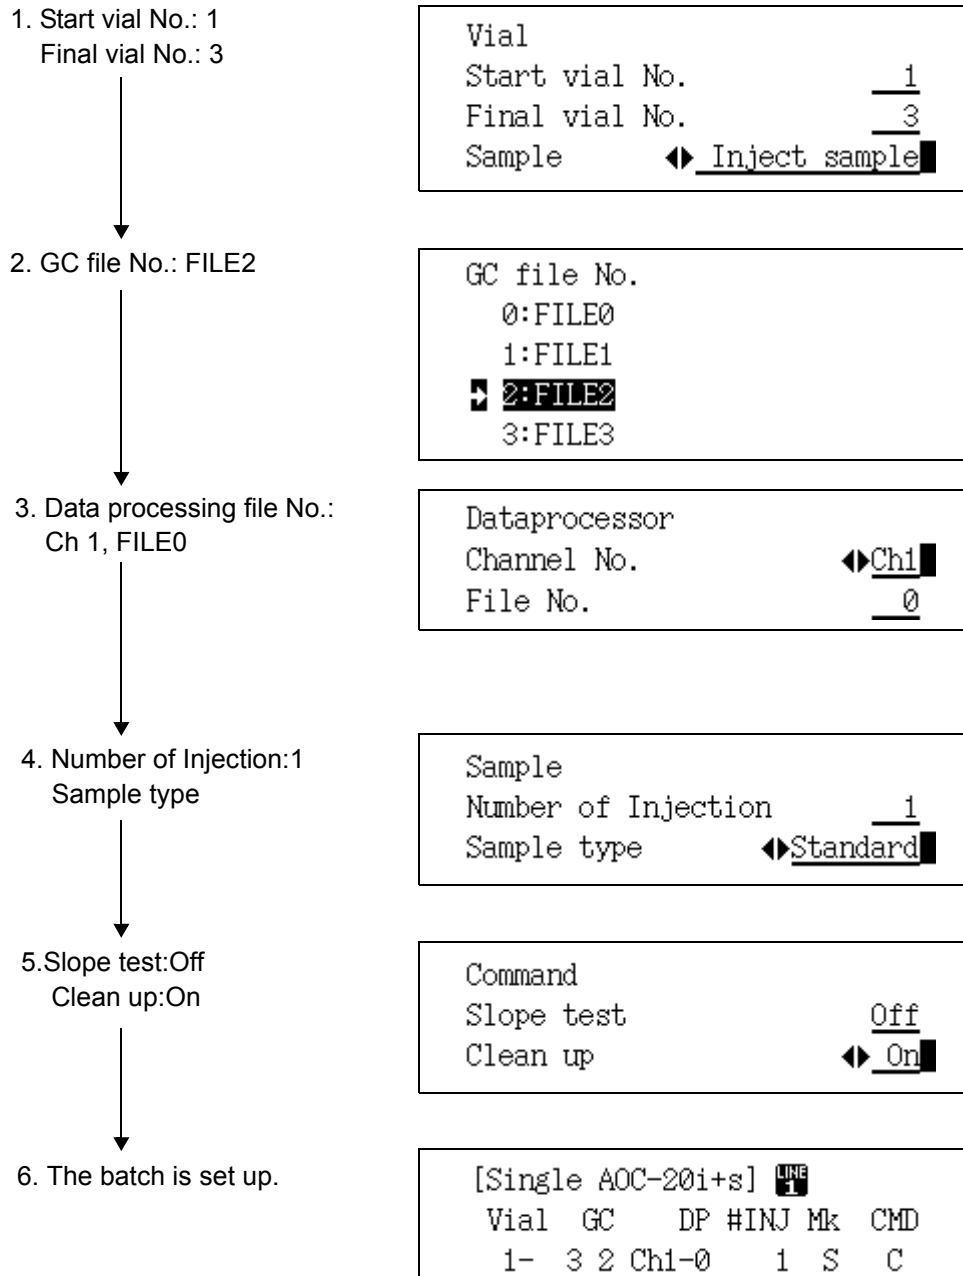 1. Start vial No.: 1
Final vial No.: 3
Vial
Start vial No. 1
Final vial No. 3
Sample Inject sample
2. GC file No.: FILE2
GC file No.
0:FILE0
1:FILE1
2:FILE2
3:FILE3
3. Data processing file No.:
Ch 1, FILE0
Dataprocessor
Channel No. Ch1
File No. 0
4. Number of Injection:1
Sample type
Sample
Number of Injection 1
Sample type Standard
5.Slope test:Off
Clean up:On
Command
Slope test Off
Clean up On
6. The batch is set up.
[Single AOC-20i+s] LINE 1
Vial GC DP #INJ Mk CMD
1- 3 2 Ch1-0 1 S C